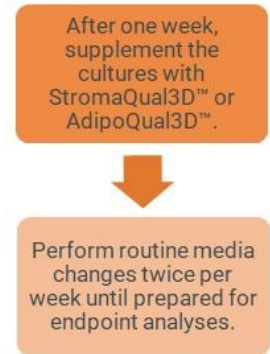 After one week,
supplement the
cultures with
StromaQual3D™ or
AdipoQual3D™.
Perform routine media
changes twice per
week until prepared for
endpoint analyses.